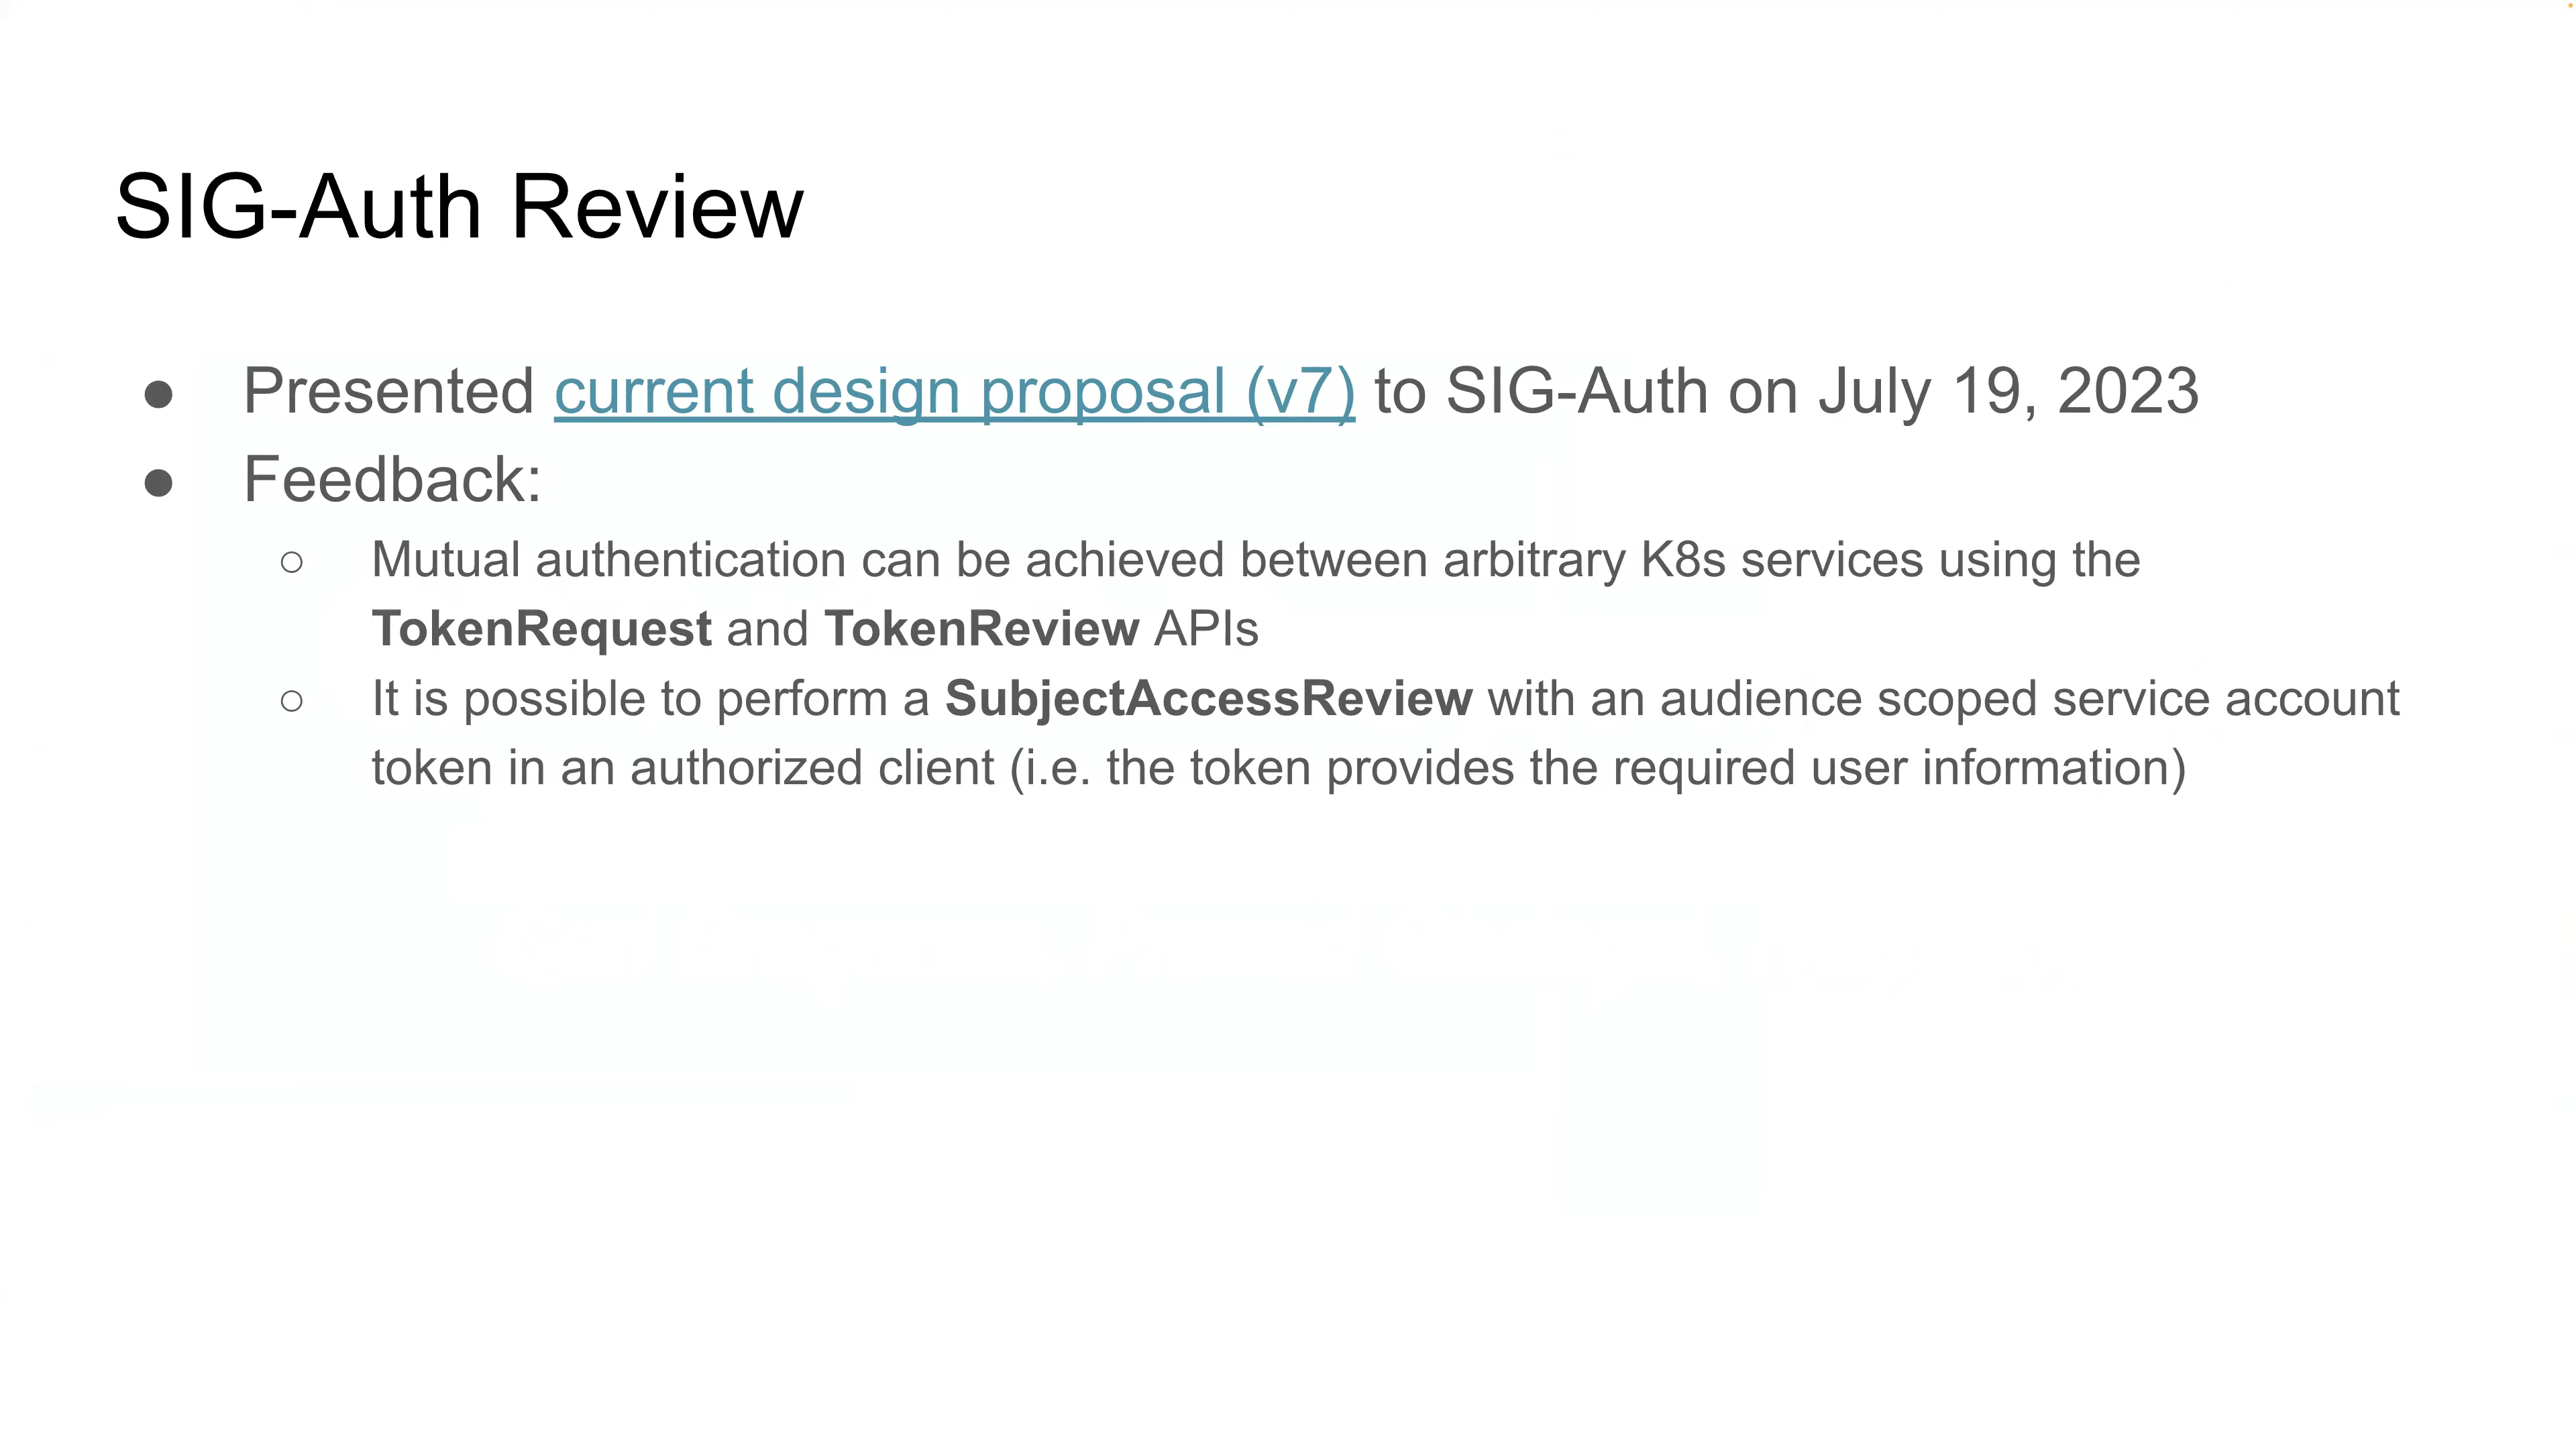 SIG-Auth Review
● Presented current design proposal (v7) to SIG-Auth on July 19, 2023
● Feedback:
○ Mutual authentication can be achieved between arbitrary K8s services using the
TokenRequest and TokenReview APIs
○ It is possible to perform a SubjectAccessReview with an audience scoped service account
token in an authorized client (i.e. the token provides the required user information)